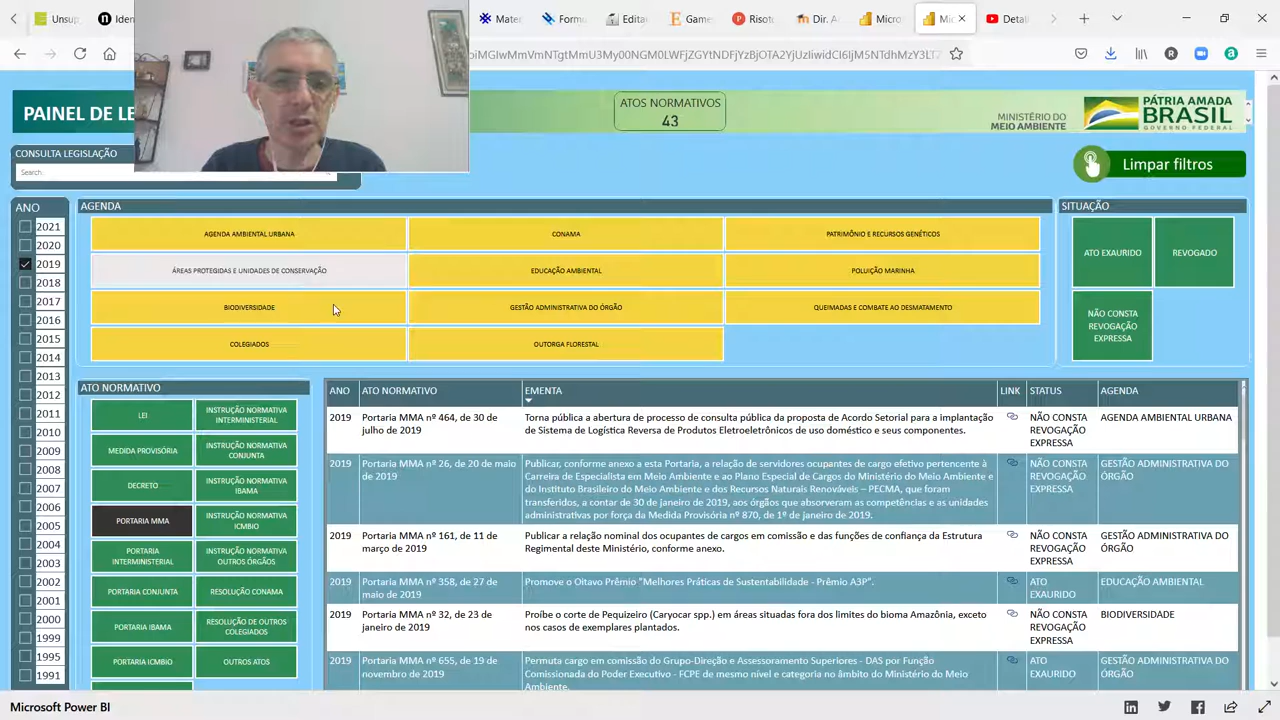 Unsu
Iden
Mater
Formu
Ges
Risot
Di
Ar
Micro
Mic
Detal
PAINEL DE LE
ATOS NORMATIVOS
43
MINISTÉRIO DO
MEIO AMBIENTE
PÁTRIA AMADA
BRASIL
GOVERNO FEDERAL
CONSULTA LEGISLAÇÃO
Search.
Limpar filtros
ANO
2021
2020
2019
2018
2017
2016
2015
2014
2013
2012
2011
2010
2009
2008
2007
2006
2005
2004
2003
2002
2001
2000
1999
1995
1991
AGENDA
AGENDA AMBIENTAL URBANA
CONAMA
PATRIMÔNIO E RECURSOS GENÉTICOS
ÁREAS PROTEGIDAS E UNIDADES DE CONSERVAÇÃO
EDUCAÇÃO AMBIENTAL
POLUIÇÃO MARINHA
BIODIVERSIDADE
GESTÃO ADMINISTRATIVA DO ÓRGÃO
QUEIMADAS E COMBATE AO DESMATAMENTO
COLEGIADOS
OUTORGA FLORESTAL
SITUAÇÃO
ATO EXAURIDO
REVOGADO
NÃO CONSTA
REVOGAÇÃO
EXPRESSA
ATO NORMATIVO
LEI
INSTRUÇÃO NORMATIVA
INTERMINISTERIAL
MEDIDA PROVISÓRIA
INSTRUÇÃO NORMATIVA
CONJUNTA
DECRETO
INSTRUÇÃO NORMATIVA
IBAMA
PORTARIA MMA
INSTRUÇÃO NORMATIVA
ICMBIO
PORTARIA
INTERMINISTERIAL
INSTRUÇÃO NORMATIVA
OUTROS ÓRGÃOS
PORTARIA CONJUNTA
RESOLUÇÃO CONAMA
PORTARIA IBAMA
RESOLUÇÃO DE OUTROS
COLEGIADOS
PORTARIA ICMBIO
OUTROS ATOS
ANO ATO NORMATIVO EMENTA LINK STATUS AGENDA
2019 Portaria MMA nº 464, de 30 de Torna pública a abertura de processo de consulta pública da proposta de Acordo Setorial para a implantação NÃO CONSTA AGENDA AMBIENTAL URBANA
julho de 2019 de Sistema de Logística Reversa de Produtos Eletroeletrônicos de uso doméstico e seus componentes. REVOGAÇÃO
EXPRESSA
2019 Portaria MMA nº 26, de 20 de maio Publicar, conforme anexo a esta Portaria, a relação de servidores ocupantes de cargo efetivo pertencente à NÃO CONSTA GESTÃO ADMINISTRATIVA DO
de 2019 Carreira de Especialista em Meio Ambiente e ao Plano Especial de Cargos do Ministério do Meio Ambiente e REVOGAÇÃO ÓRGÃO
do Instituto Brasileiro do Meio Ambiente e dos Recursos Naturais Renováveis – PECMA, que foram EXPRESSA
transferidos, a contar de 30 de janeiro de 2019, aos órgãos que absorveram as competências e as unidades
administrativas por força da Medida Provisória nº 870, de 1º de janeiro de 2019.
2019 Portaria MMA nº 161, de 11 de Publicar a relação nominal dos ocupantes de cargos em comissão e das funções de confiança da Estrutura NÃO CONSTA GESTÃO ADMINISTRATIVA DO
março de 2019 Regimental deste Ministério, conforme anexo. REVOGAÇÃO ÓRGÃO
EXPRESSA
2019 Portaria MMA nº 358, de 27 de Promove o Oitavo Prêmio "Melhores Práticas de Sustentabilidade - Prêmio A3P". ATO EDUCAÇÃO AMBIENTAL
maio de 2019 EXAURIDO
2019 Portaria MMA nº 32, de 23 de Proíbe o corte de Pequizeiro (Caryocar spp.) em áreas situadas fora dos limites do bioma Amazônia, exceto NÃO CONSTA BIODIVERSIDADE
janeiro de 2019 nos casos de exemplares plantados. REVOGAÇÃO
EXPRESSA
2019 Portaria MMA nº 655, de 19 de Permuta cargo em comissão do Grupo-Direção e Assessoramento Superiores - DAS por Função ATO GESTÃO ADMINISTRATIVA DO
novembro de 2019 Comissionada do Poder Executivo - FCPE de mesmo nível e categoria no âmbito do Ministério do Meio EXAURIDO ÓRGÃO
Ambiente.
Microsoft Power BI